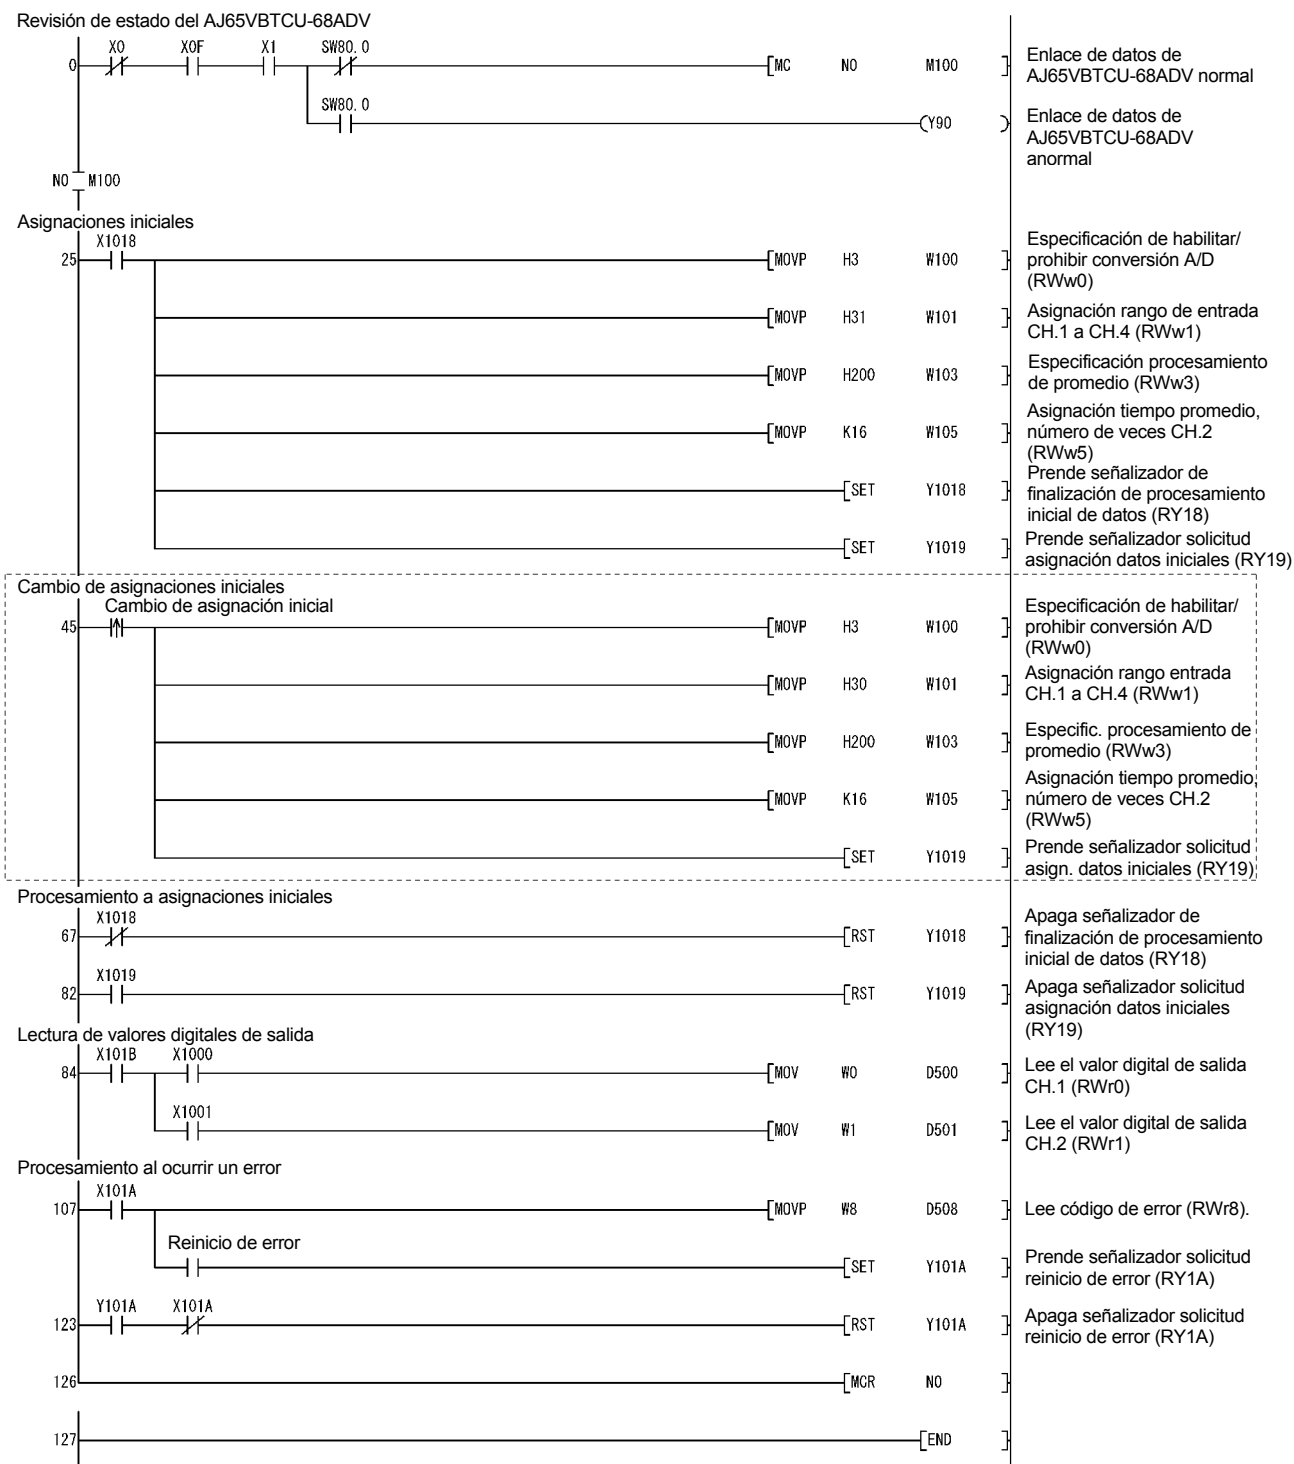 Revisión de estado del AJ65VBTCU-68ADV
X0 X0F X1 SW80.0
0 MC N0 M100 Enlace de datos de
AJ65VBTCU-68ADV normal
SW80.0
Y90 Enlace de datos de
AJ65VBTCU-68ADV
anormal
N0 M100
Asignaciones iniciales
X1018
25 MOVP H3 W100 Especificación de habilitar/
prohibir conversión A/D
(RWw0)
MOVP H31 W101 Asignación rango de entrada
CH.1 a CH.4 (RWw1)
MOVP H200 W103 Especificación procesamiento
de promedio (RWw3)
MOVP K16 W105 Asignación tiempo promedio,
número de veces CH.2
(RWw5)
SET Y1018 Prende señalizador de
finalización de procesamiento
inicial de datos (RY18)
SET Y1019 Prende señalizador solicitud
asignación datos iniciales (RY19)
Cambio de asignaciones iniciales
Cambio de asignación inicial
45 MOVP H3 W100 Especificación de habilitar/
prohibir conversión A/D
(RWw0)
MOVP H30 W101 Asignación rango entrada
CH.1 a CH.4 (RWw1)
MOVP H200 W103 Especific. procesamiento de
promedio (RWw3)
MOVP K16 W105 Asignación tiempo promedio,
número de veces CH.2
(RWw5)
SET Y1019 Prende señalizador solicitud
asign. datos iniciales (RY19)
Procesamiento a asignaciones iniciales
X1018
67 RST Y1018 Apaga señalizador de
finalización de procesamiento
inicial de datos (RY18)
X1019
82 RST Y1019 Apaga señalizador solicitud
asignación datos iniciales
(RY19)
Lectura de valores digitales de salida
X101B X1000
84 MOV W0 D500 Lee el valor digital de salida
CH.1 (RWr0)
X1001
MOV W1 D501 Lee el valor digital de salida
CH.2 (RWr1)
Procesamiento al ocurrir un error
X101A
107 MOVP W8 D508 Lee código de error (RWr8).
Reinicio de error
SET Y101A Prende señalizador solicitud
reinicio de error (RY1A)
Y101A X101A
123 RST Y101A Apaga señalizador solicitud
reinicio de error (RY1A)
126 MCR N0
127 END